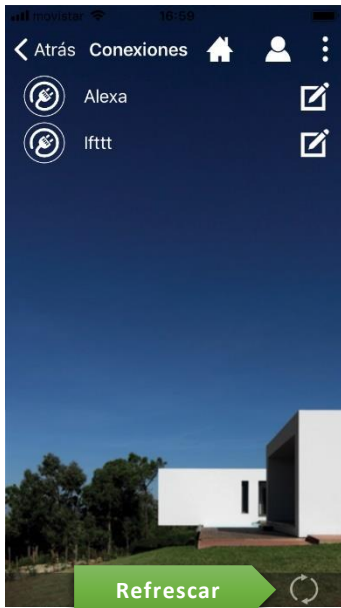 movistar 16:59
Atrás Conexiones
Alexa
Ifttt
Refrescar